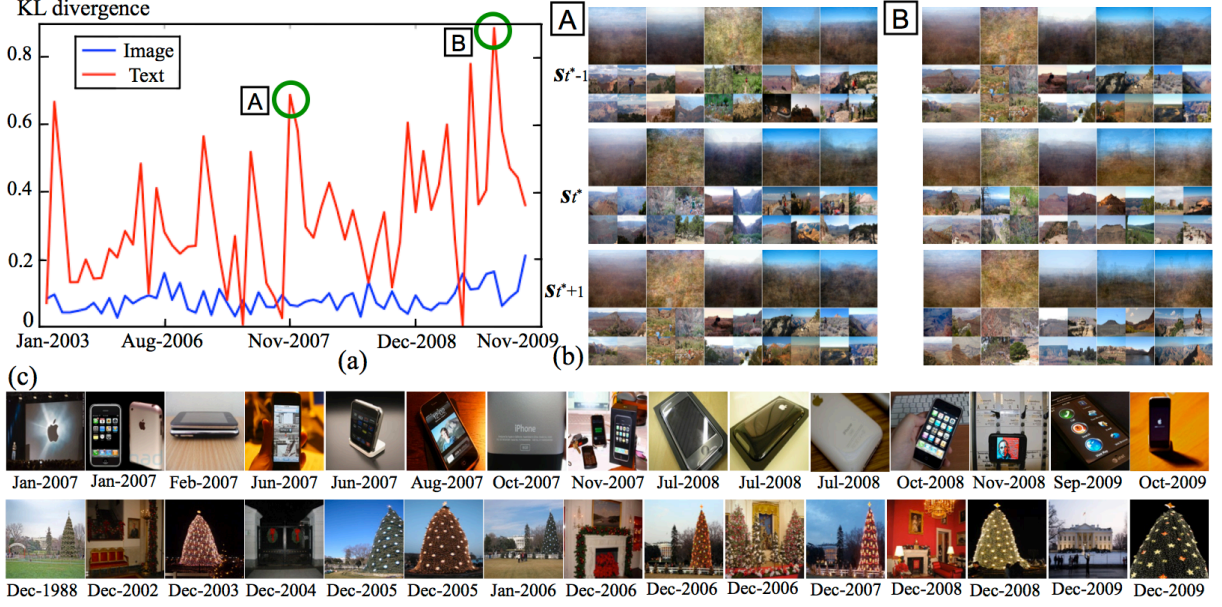 KL divergence
0.8
0.6
0.4
0.2
0
Image
Text
A
B
Jan-2003 Aug-2006 Nov-2007 Dec-2008 Nov-2009
(a)
A
B
St*-1
St*
St*+1
(b)
(c)
iPhone
Jan-2007 Jan-2007 Feb-2007 Jun-2007 Jun-2007 Aug-2007 Oct-2007 Nov-2007 Jul-2008 Jul-2008 Jul-2008 Oct-2008 Nov-2008 Sep-2009 Oct-2009
Dec-1988 Dec-2002 Dec-2003 Dec-2004 Dec-2005 Dec-2005 Jan-2006 Dec-2006 Dec-2006 Dec-2006 Dec-2007 Dec-2008 Dec-2008 Dec-2009 Dec-2009